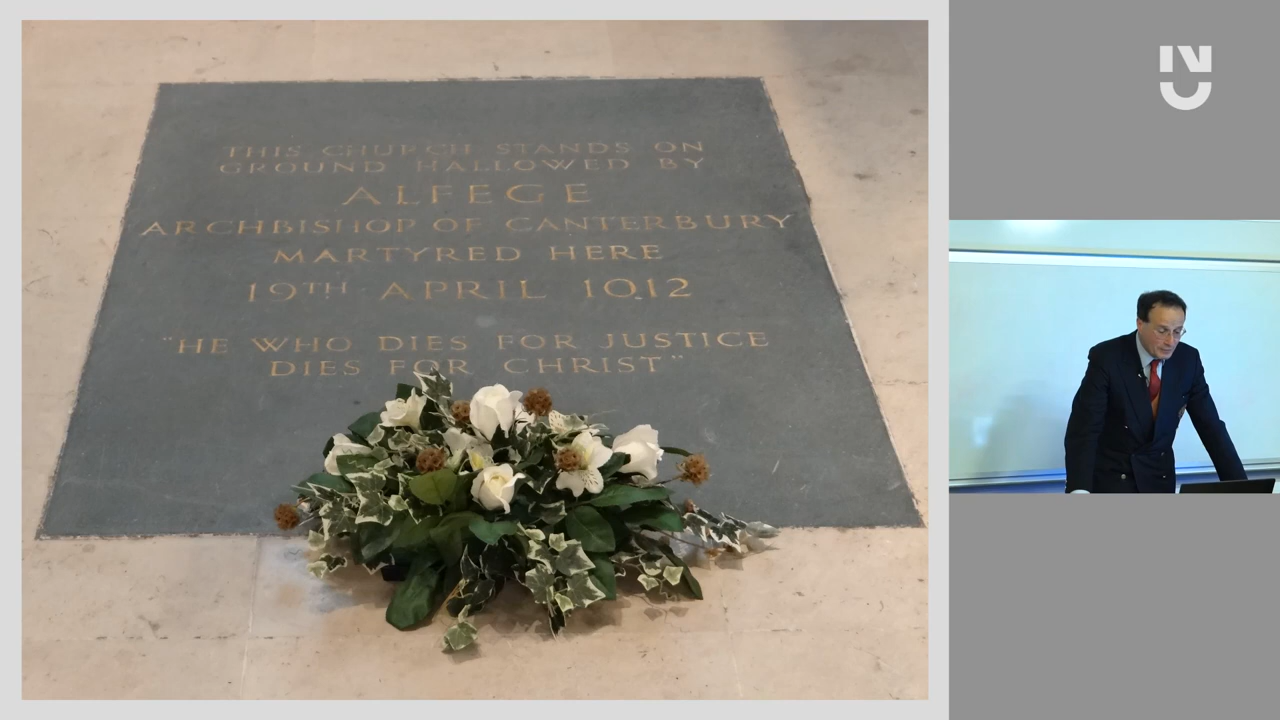 THIS CHURCH STANDS ON
GROUND HALLOWED BY
ALFEGE
ARCHBISHOP OF CANTERBURY
MARTYRED HERE
19TH APRIL 1012
"HE WHO DIES FOR JUSTICE
DIES FOR CHRIST"